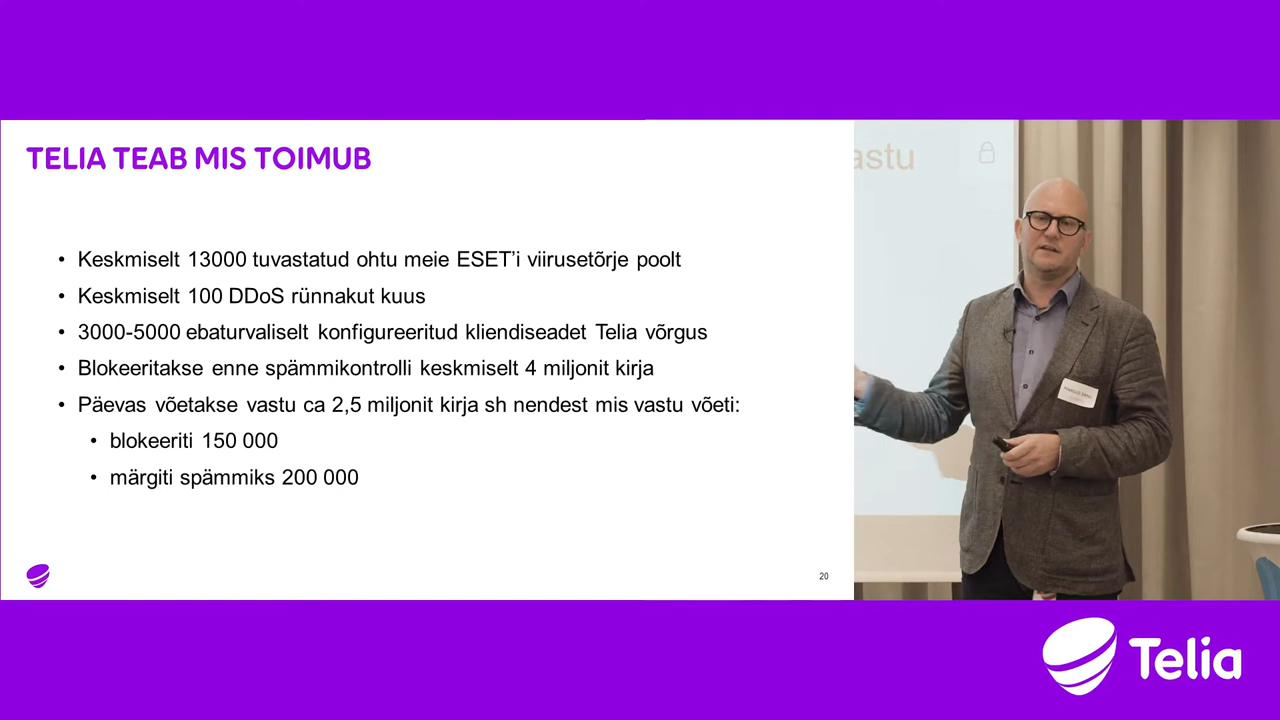 TELIA TEAB MIS TOIMUB
• Keskmiselt 13000 tuvastatud ohtu meie ESET’i viirusetõrje poolt
• Keskmiselt 100 DDoS rünnakut kuus
• 3000-5000 ebaturvaliselt konfigureeritud kliendiseadet Telia võrgus
• Blokeeritakse enne spämmikontrolli keskmiselt 4 miljonit kirja
• Päevas võetakse vastu ca 2,5 miljonit kirja sh nendest mis vastu võeti:
• blokeeriti 150 000
• märgiti spämmiks 200 000
20
astu
Telia